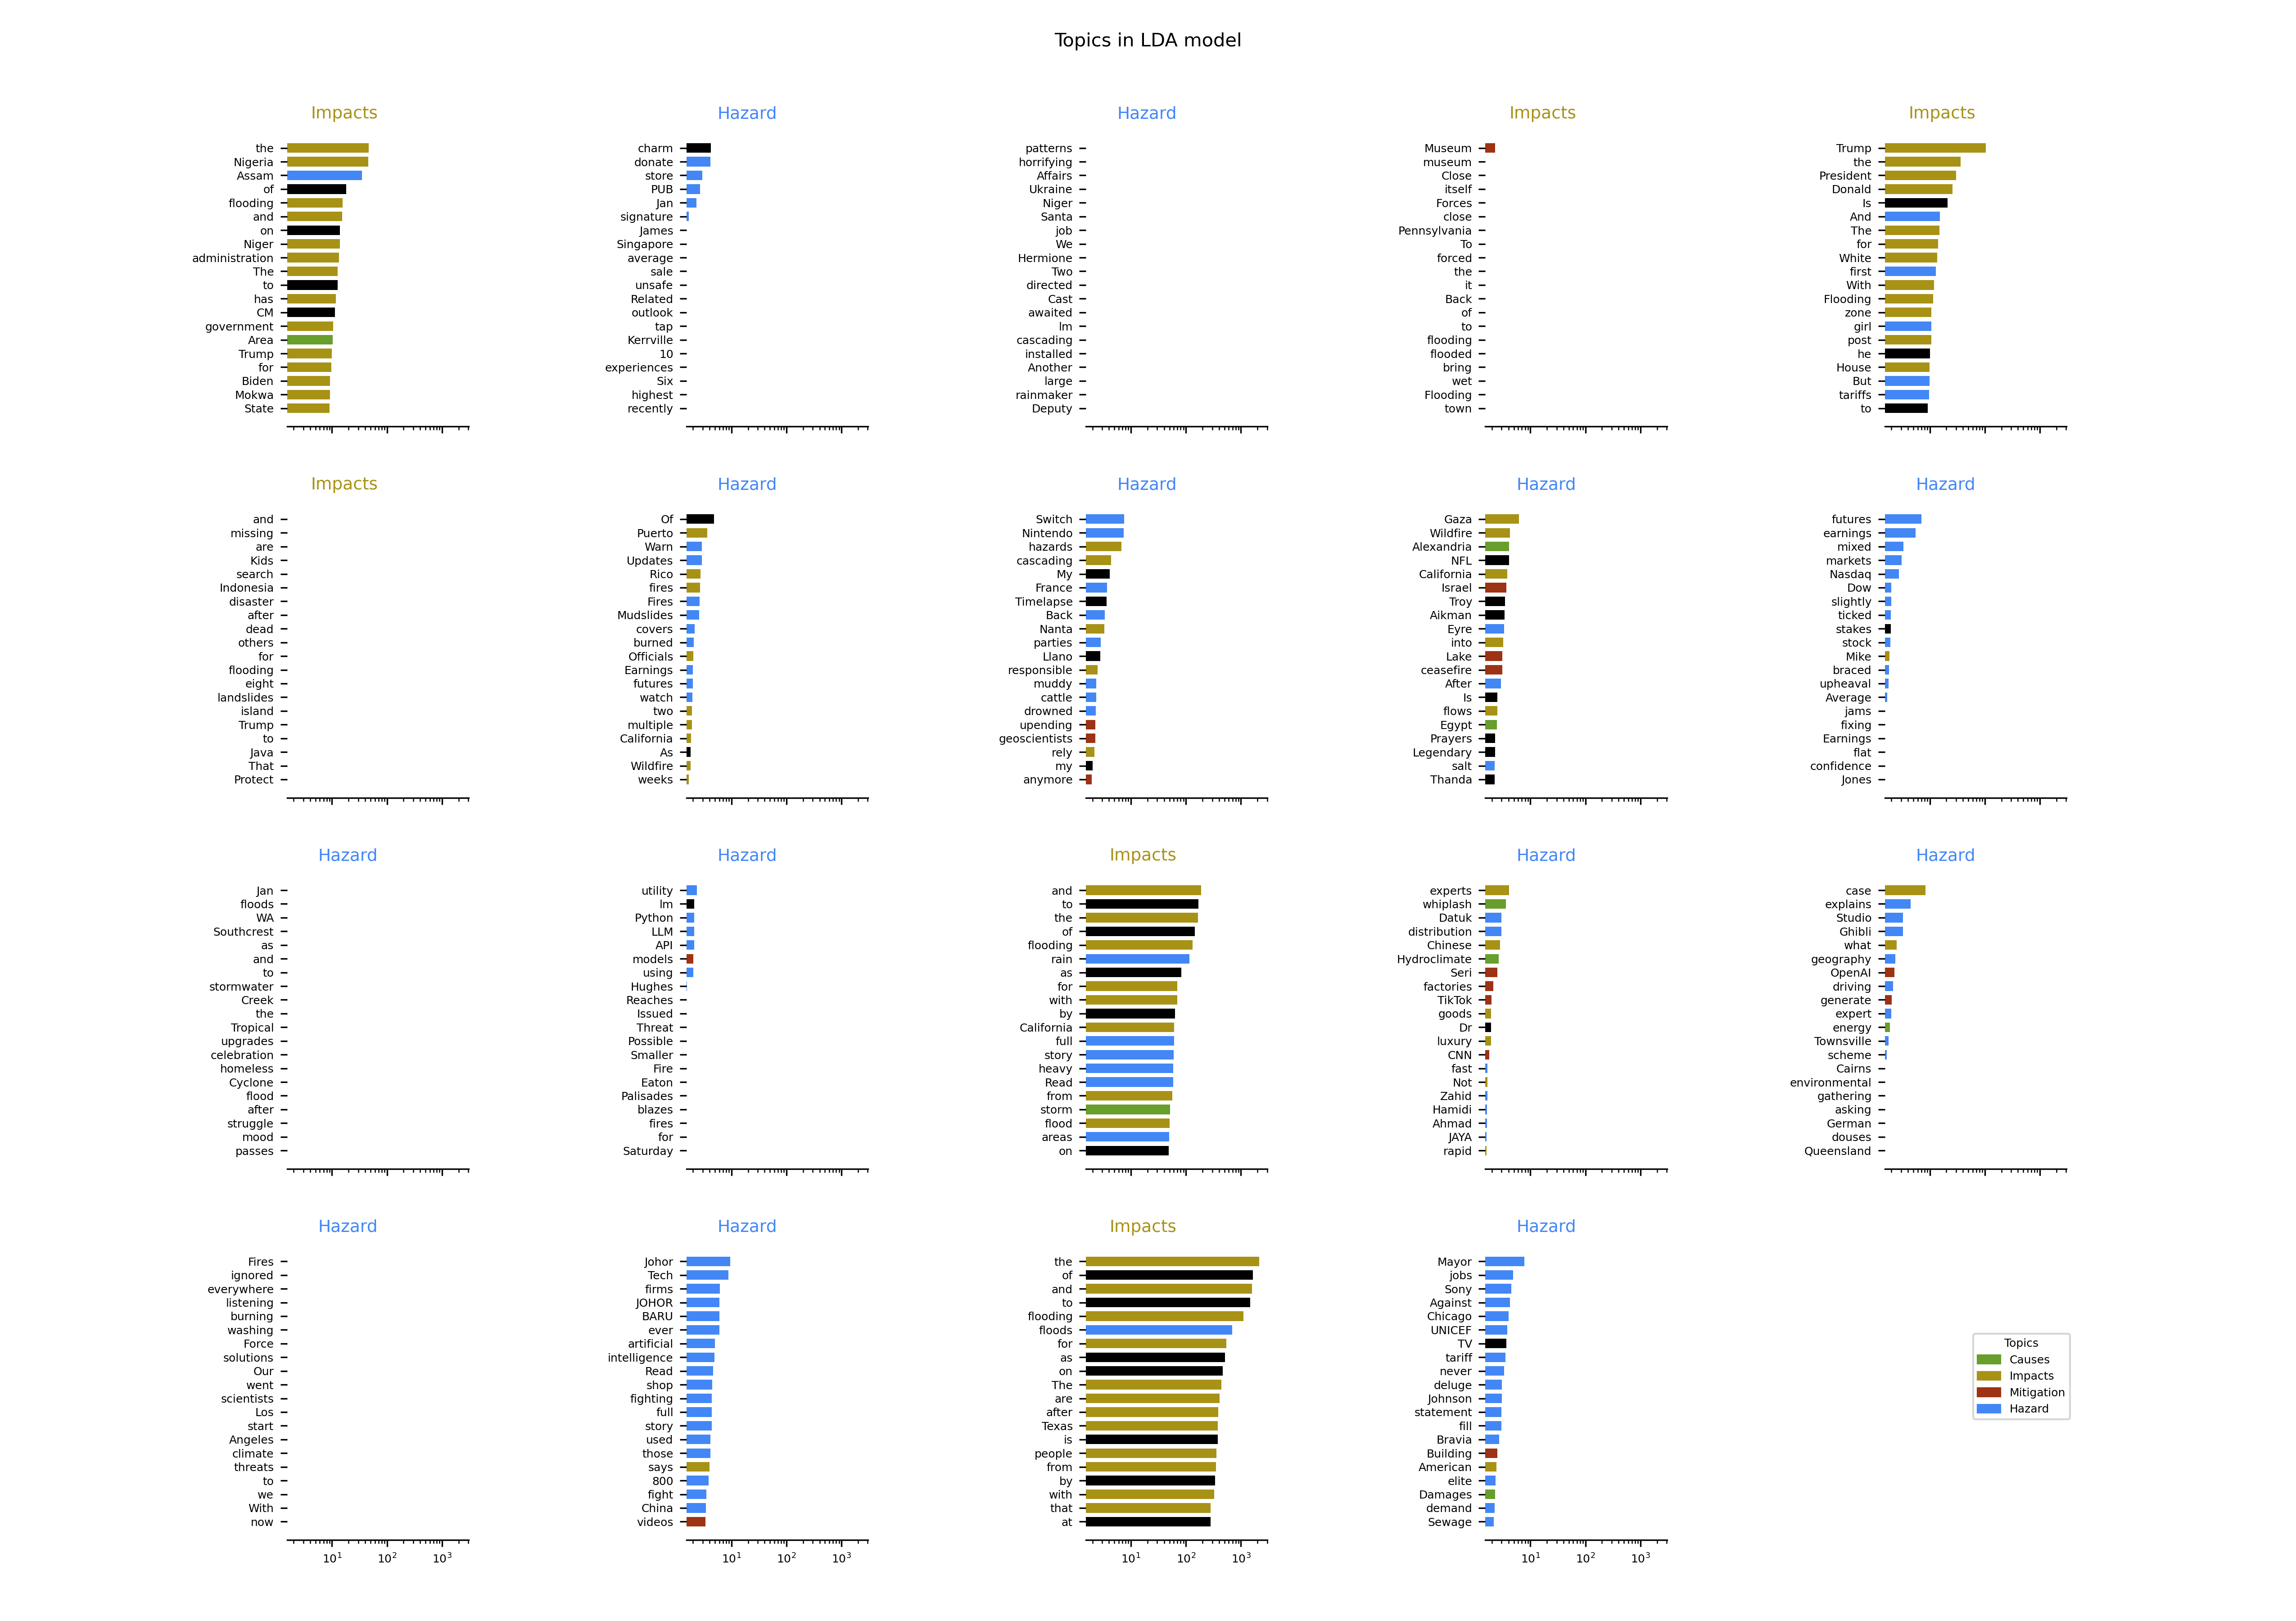 Topics in LDA model
Impacts
the
Nigeria
Assam
of
flooding
and
on
Niger
administration
The
to
has
CM
government
Area
Trump
for
Biden
Mokwa
State
Hazard
charm
donate
store
PUB
Jan
signature
James
Singapore
average
sale
unsafe
Related
outlook
tap
Kerrville
10
experiences
Six
highest
recently
Hazard
patterns
horrifying
Affairs
Ukraine
Niger
Santa
job
We
Hermione
Two
directed
Cast
awaited
lm
cascading
installed
Another
large
rainmaker
Deputy
Impacts
Museum
museum
Close
itself
Forces
close
Pennsylvania
To
forced
the
it
Back
of
to
flooding
flooded
bring
wet
Flooding
town
Impacts
Trump
the
President
Donald
Is
And
The
for
White
first
With
Flooding
zone
girl
post
he
House
But
tariffs
to
Impacts
and
missing
are
Kids
search
Indonesia
disaster
after
dead
others
for
flooding
eight
landslides
island
Trump
to
Java
That
Protect
Hazard
Of
Puerto
Warn
Updates
Rico
fires
Fires
Mudslides
covers
burned
Officials
Earnings
futures
watch
two
multiple
California
As
Wildfire
weeks
Hazard
Switch
Nintendo
hazards
cascading
My
France
Timelapse
Back
Nanta
parties
Llano
responsible
muddy
cattle
drowned
upending
geoscientists
rely
my
anymore
Hazard
Gaza
Wildfire
Alexandria
NFL
California
Israel
Troy
Aikman
Eyre
into
Lake
ceasefire
After
Is
flows
Egypt
Prayers
Legendary
salt
Thanda
Hazard
futures
earnings
mixed
markets
Nasdaq
Dow
slightly
ticked
stakes
stock
Mike
braced
upheaval
Average
jams
fixing
Earnings
flat
confidence
Jones
Hazard
Jan
floods
WA
Southcrest
as
and
to
stormwater
Creek
the
Tropical
upgrades
celebration
homeless
Cyclone
flood
after
struggle
mood
passes
Hazard
utility
lm
Python
LLM
API
models
using
Hughes
Reaches
Issued
Threat
Possible
Smaller
Fire
Eaton
Palisades
blazes
fires
for
Saturday
Impacts
and
to
the
of
flooding
rain
as
for
with
by
California
full
story
heavy
Read
from
storm
flood
areas
on
Hazard
experts
whiplash
Datuk
distribution
Chinese
Hydroclimate
Seri
factories
TikTok
goods
Dr
luxury
CNN
fast
Not
Zahid
Hamidi
Ahmad
JAYA
rapid
Hazard
case
explains
Studio
Ghibli
what
geography
OpenAI
driving
generate
expert
energy
Townsville
scheme
Cairns
environmental
gathering
asking
German
douses
Queensland
Hazard
Fires
ignored
everywhere
listening
burning
washing
Force
solutions
Our
went
scientists
Los
start
Angeles
climate
threats
to
we
With
now
10¹ 10² 10³
Hazard
Johor
Tech
firms
JOHOR
BARU
ever
artificial
intelligence
Read
shop
fighting
full
story
used
those
says
800
fight
China
videos
10¹ 10² 10³
Impacts
the
of
and
to
flooding
floods
for
as
on
The
are
after
Texas
is
people
from
by
with
that
at
10¹ 10² 10³
Hazard
Mayor
jobs
Sony
Against
Chicago
UNICEF
TV
tariff
never
deluge
Johnson
statement
fill
Bravia
Building
American
elite
Damages
demand
Sewage
10¹ 10² 10³
Topics
Causes
Impacts
Mitigation
Hazard